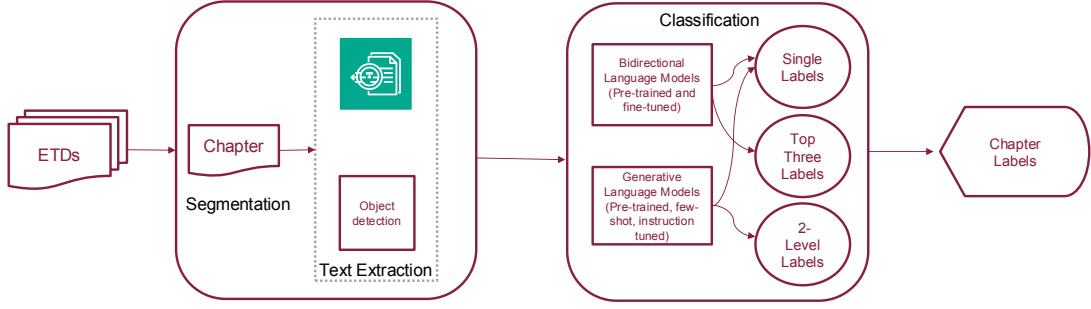 ETDs
Chapter
Segmentation
Object
detection
Text Extraction
Classification
Bidirectional
Language Models
(Pre-trained and
fine-tuned)
Generative
Language Models
(Pre-trained, few-
shot, instruction
tuned)
Single
Labels
Top
Three
Labels
2-
Level
Labels
Chapter
Labels